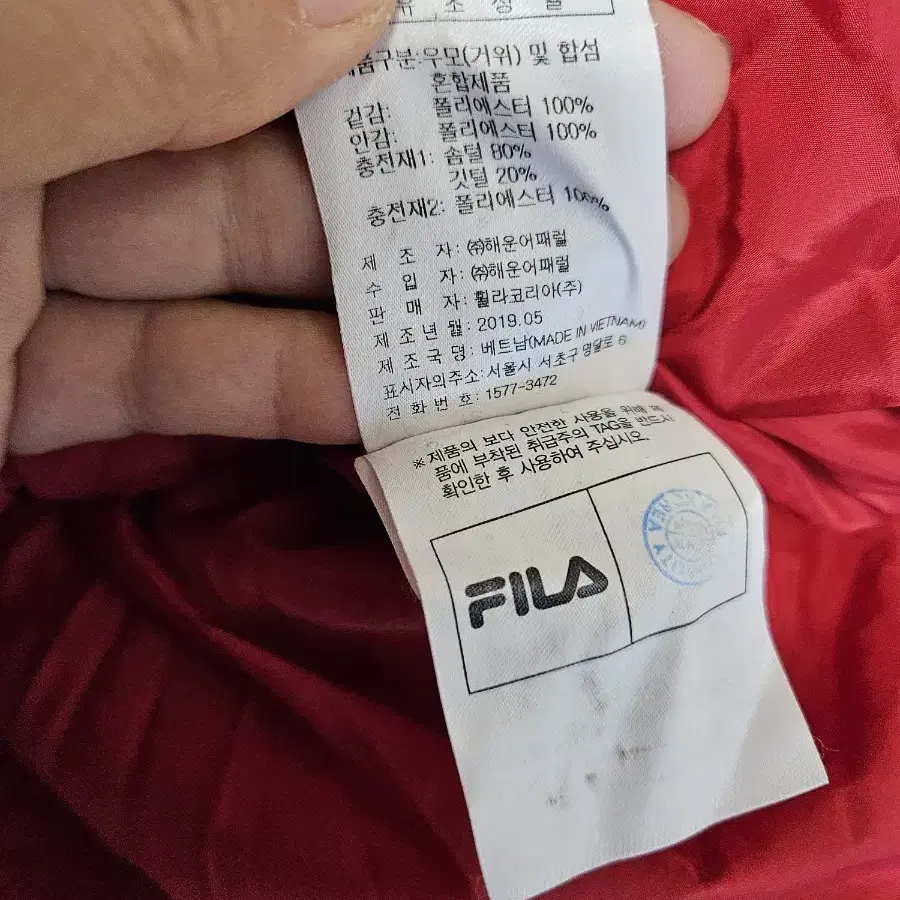 조 성
품구분:우모(거위) 및 합섬
혼합제품
겉감: 폴리에스터 100%
안감: 폴리에스터 100%
충전재1: 솜털 80%
깃털 20%
충전재2: 폴리에스터 100%
제 조 자: ㈜해운어패럴
수 입 자: ㈜해운어패럴
판 매 자: 휠라코리아(주)
제 조 년 월: 2019.05
제 조 국 명: 베트남(MADE IN VIETNAM)
표시자의주소:서울시 서초구 명달로 6
전 화 번 호: 1577-3472
※ 제품의 보다 안전한 사용을 위해 제
품에 부착된 취급주의 TAG을 반드시
확인한 후 사용하여 주십시오.
FILA